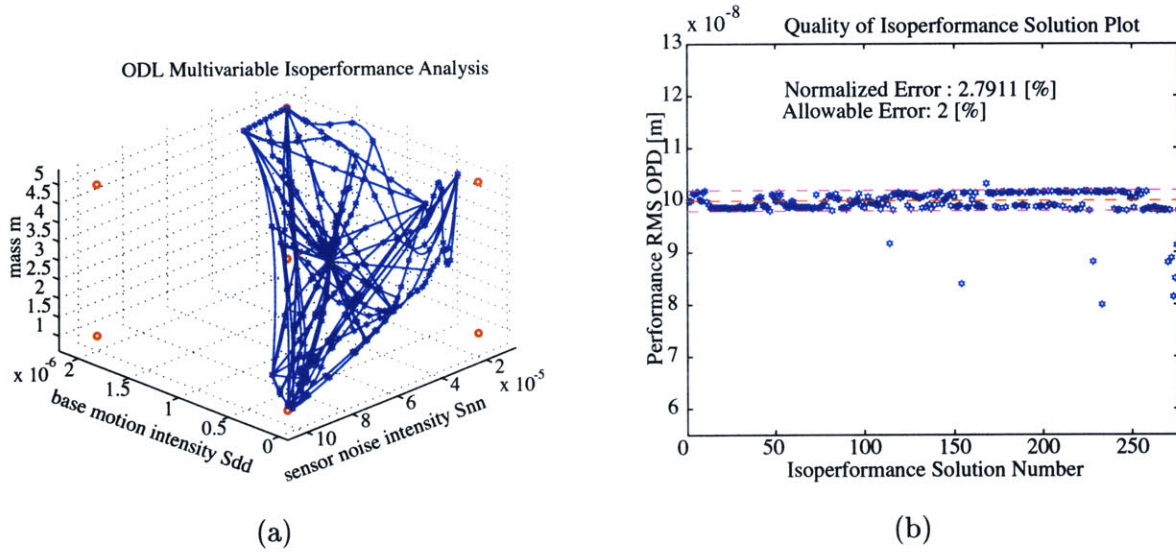 ODL Multivariable Isoperformance Analysis
5
4.5
4
3.5
3
2.5
2
1.5
1
mass m
x 10^-6
2
1.5
1
0.5
0
base motion intensity Sdd
10
8
6
4
2
x 10^-5
sensor noise intensity Snn
(a)
x 10^-8
Quality of Isoperformance Solution Plot
13
12
11
10
9
8
7
6
Performance RMS OPD [m]
Normalized Error : 2.7911 [%]
Allowable Error: 2 [%]
0
50
100
150
200
250
Isoperformance Solution Number
(b)